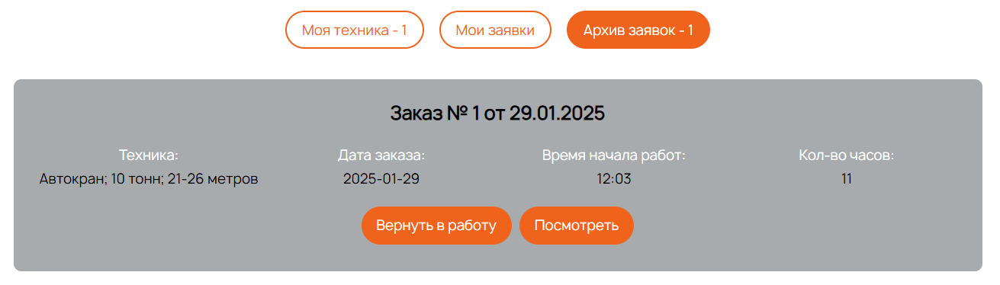 Моя техника - 1 Мои заявки Архив заявок - 1
Заказ № 1 от 29.01.2025
Техника: Дата заказа: Время начала работ: Кол-во часов:
Автокран; 10 тонн; 21-26 метров 2025-01-29 12:03 11
Вернуть в работу Посмотреть